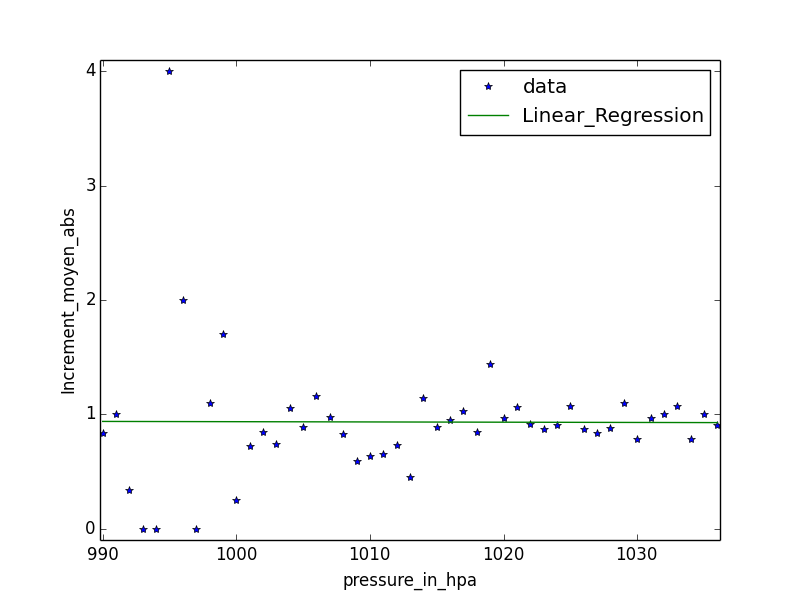 4
data
Linear_Regression
3
Increment_moyen_abs
2
1
0
990 1000 1010 1020 1030
pressure_in_hpa